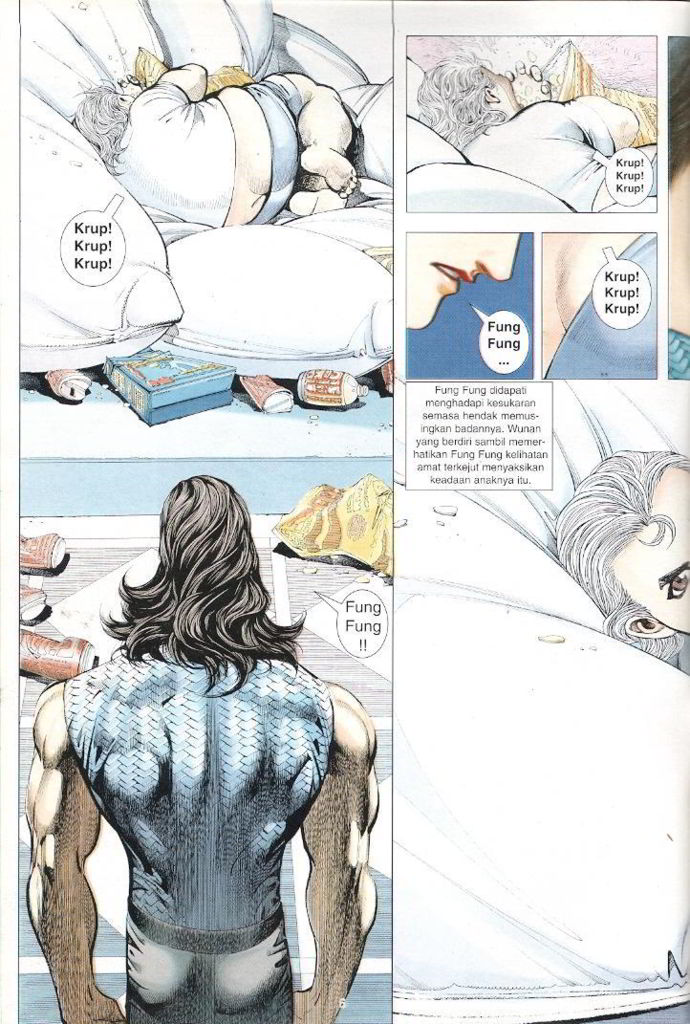 Krup!
Krup!
Krup!
Fung
Fung
!!
Krup!
Krup!
Krup!
Fung
Fung
...
Krup!
Krup!
Krup!
Fung Fung didapati
menghadapi kesukaran
semasa hendak memus-
ingkan badannya. Wunan
yang berdiri sambil memer-
hatikan Fung Fung kelihatan
amat terkejut menyaksikan
keadaan anaknya itu.
6